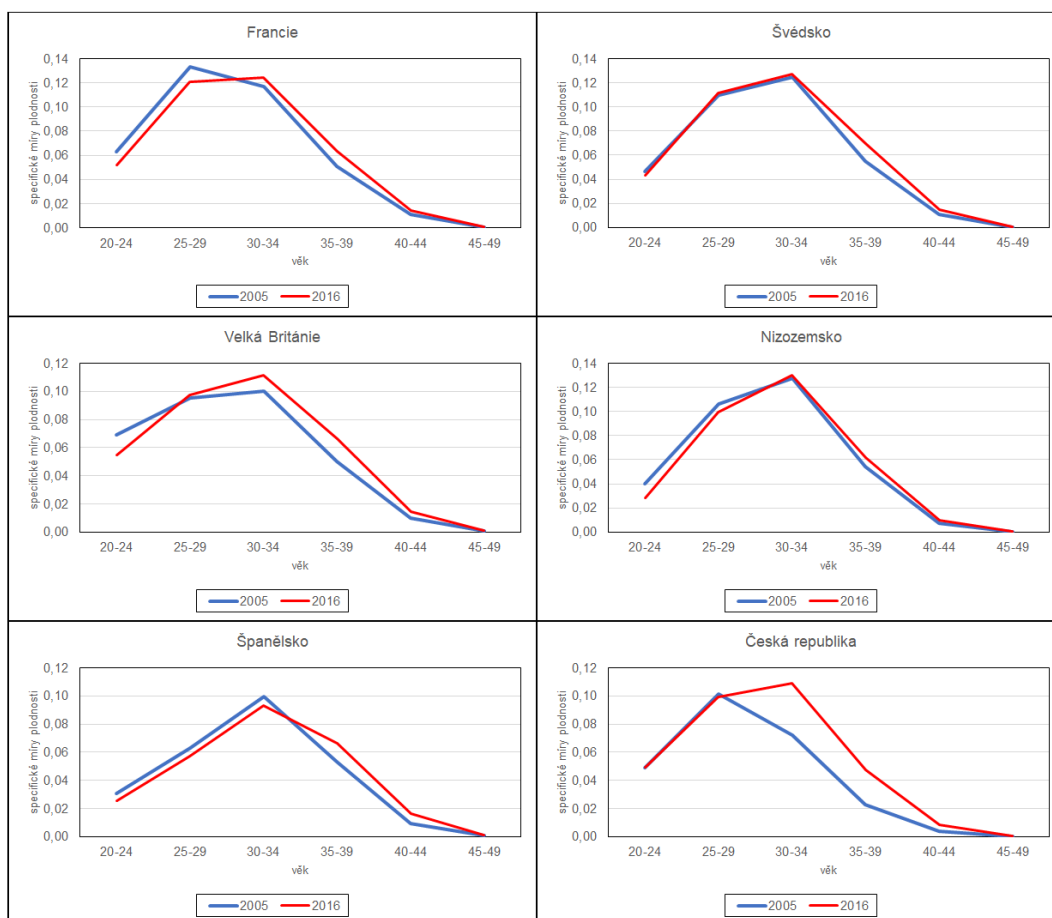 Francie
specifické míry plodnosti
0,14
0,12
0,10
0,08
0,06
0,04
0,02
0,00
20-24 25-29 30-34 35-39 40-44 45-49
věk
2005 2016
Švédsko
specifické míry plodnosti
0,14
0,12
0,10
0,08
0,06
0,04
0,02
0,00
20-24 25-29 30-34 35-39 40-44 45-49
věk
2005 2016
Velká Británie
specifické míry plodnosti
0,12
0,10
0,08
0,06
0,04
0,02
0,00
20-24 25-29 30-34 35-39 40-44 45-49
věk
2005 2016
Nizozemsko
specifické míry plodnosti
0,14
0,12
0,10
0,08
0,06
0,04
0,02
0,00
20-24 25-29 30-34 35-39 40-44 45-49
věk
2005 2016
Španělsko
specifické míry plodnosti
0,12
0,10
0,08
0,06
0,04
0,02
0,00
20-24 25-29 30-34 35-39 40-44 45-49
věk
2005 2016
Česká republika
specifické míry plodnosti
0,12
0,10
0,08
0,06
0,04
0,02
0,00
20-24 25-29 30-34 35-39 40-44 45-49
věk
2005 2016